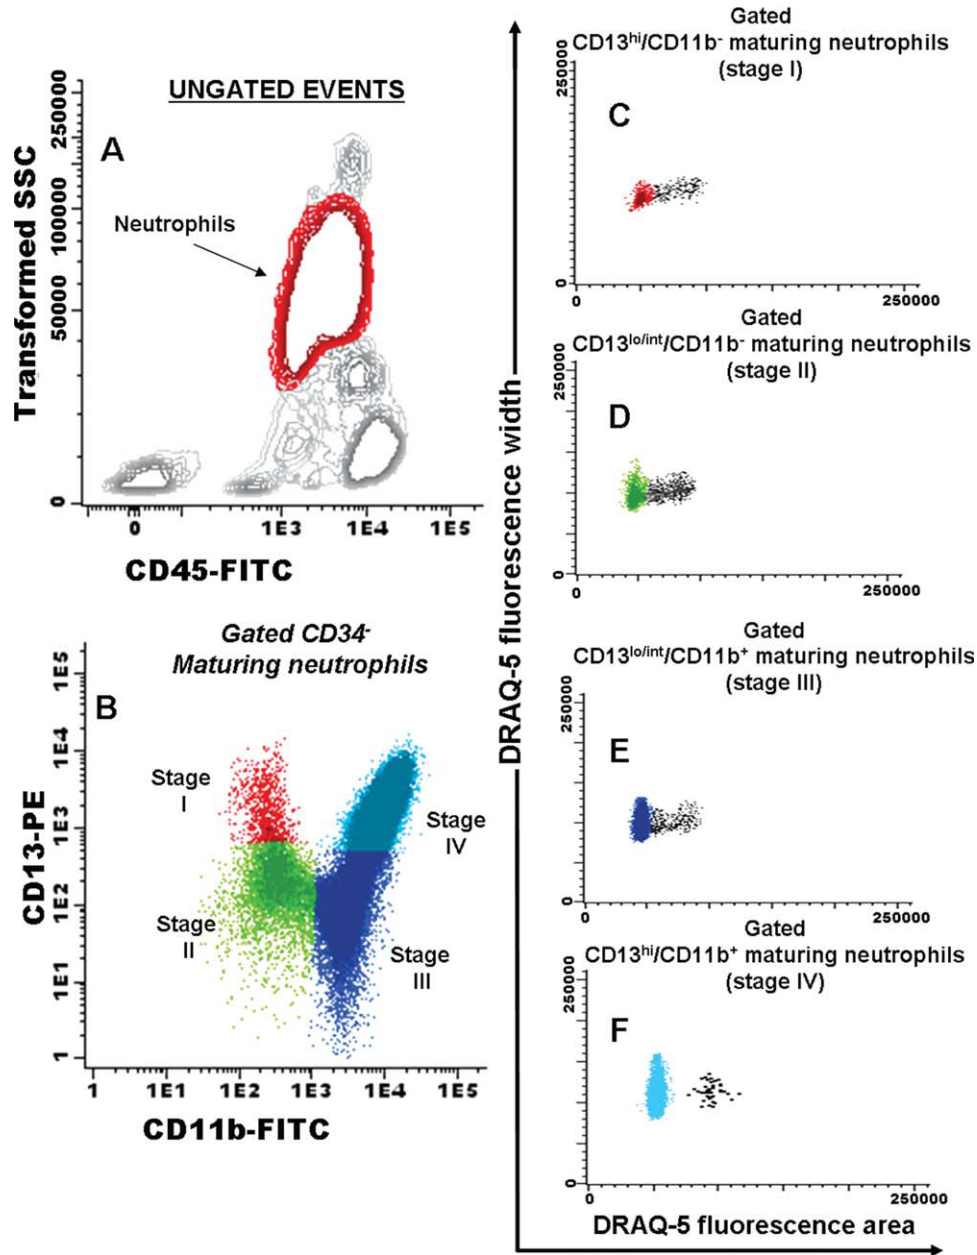 UNGATED EVENTS
A
Neutrophils
Transformed SSC
2500000
1000000
500000
0
0 1E3 1E4 1E5
CD45-FITC
Gated CD34-
Maturing neutrophils
B
Stage
I
Stage
II
Stage
III
Stage
IV
CD13-PE
1E5
1E4
1E3
1E2
1E1
1
1 1E1 1E2 1E3 1E4 1E5
CD11b-FITC
DRAQ-5 fluorescence width
Gated
CD13hi/CD11b- maturing neutrophils
(stage I)
C
250000
0
0 250000
Gated
CD13lo/int/CD11b- maturing neutrophils
(stage II)
D
250000
0
0 250000
Gated
CD13lo/int/CD11b+ maturing neutrophils
(stage III)
E
250000
0
0 250000
Gated
CD13hi/CD11b+ maturing neutrophils
(stage IV)
F
250000
0
0 250000
DRAQ-5 fluorescence area